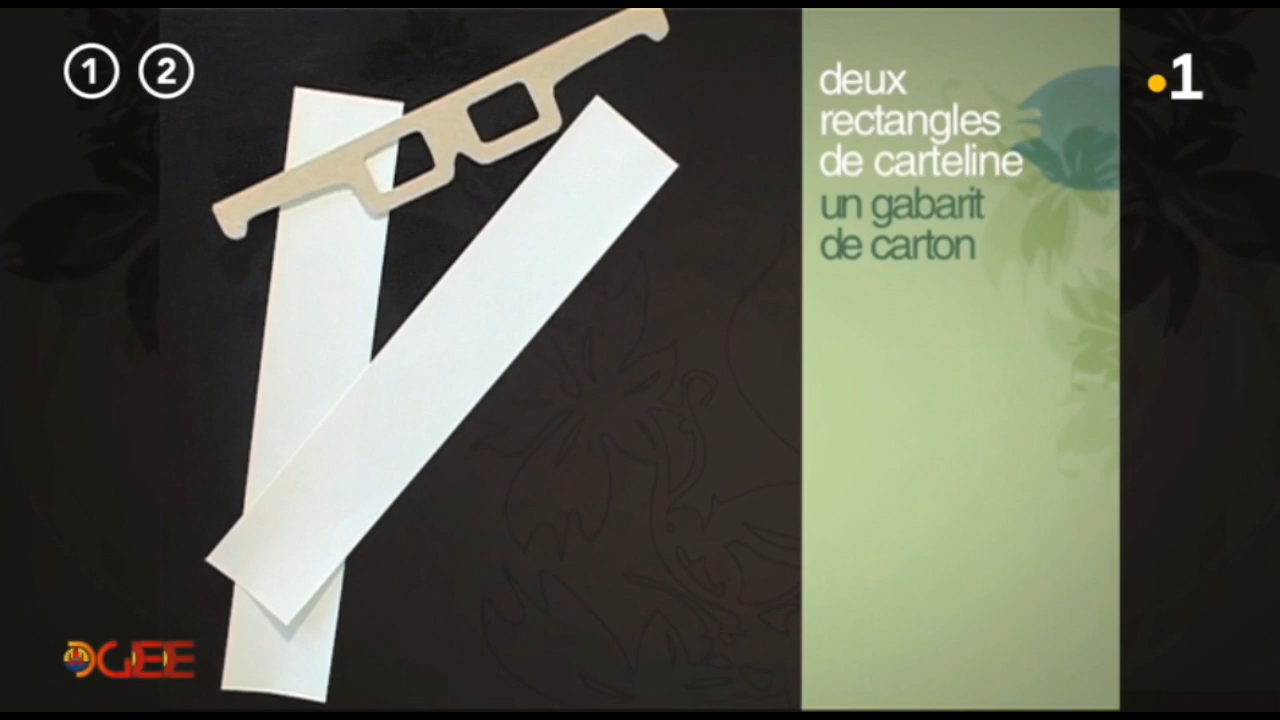 1 2
deux
rectangles
de carteline
un gabarit
de carton
1
DGEE